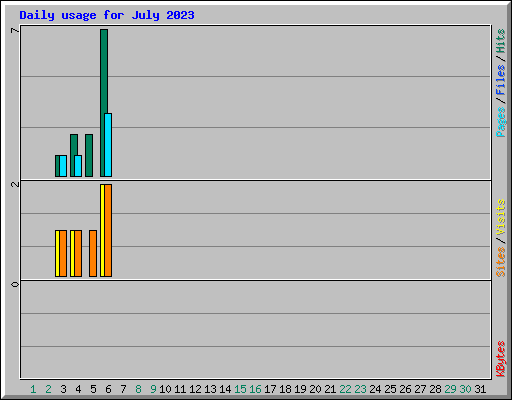 Daily usage for July 2023
7
2
0
Pages/Files/Hits
Sites/Visits
KBytes
1 2 3 4 5 6 7 8 9 10 11 12 13 14 15 16 17 18 19 20 21 22 23 24 25 26 27 28 29 30 31